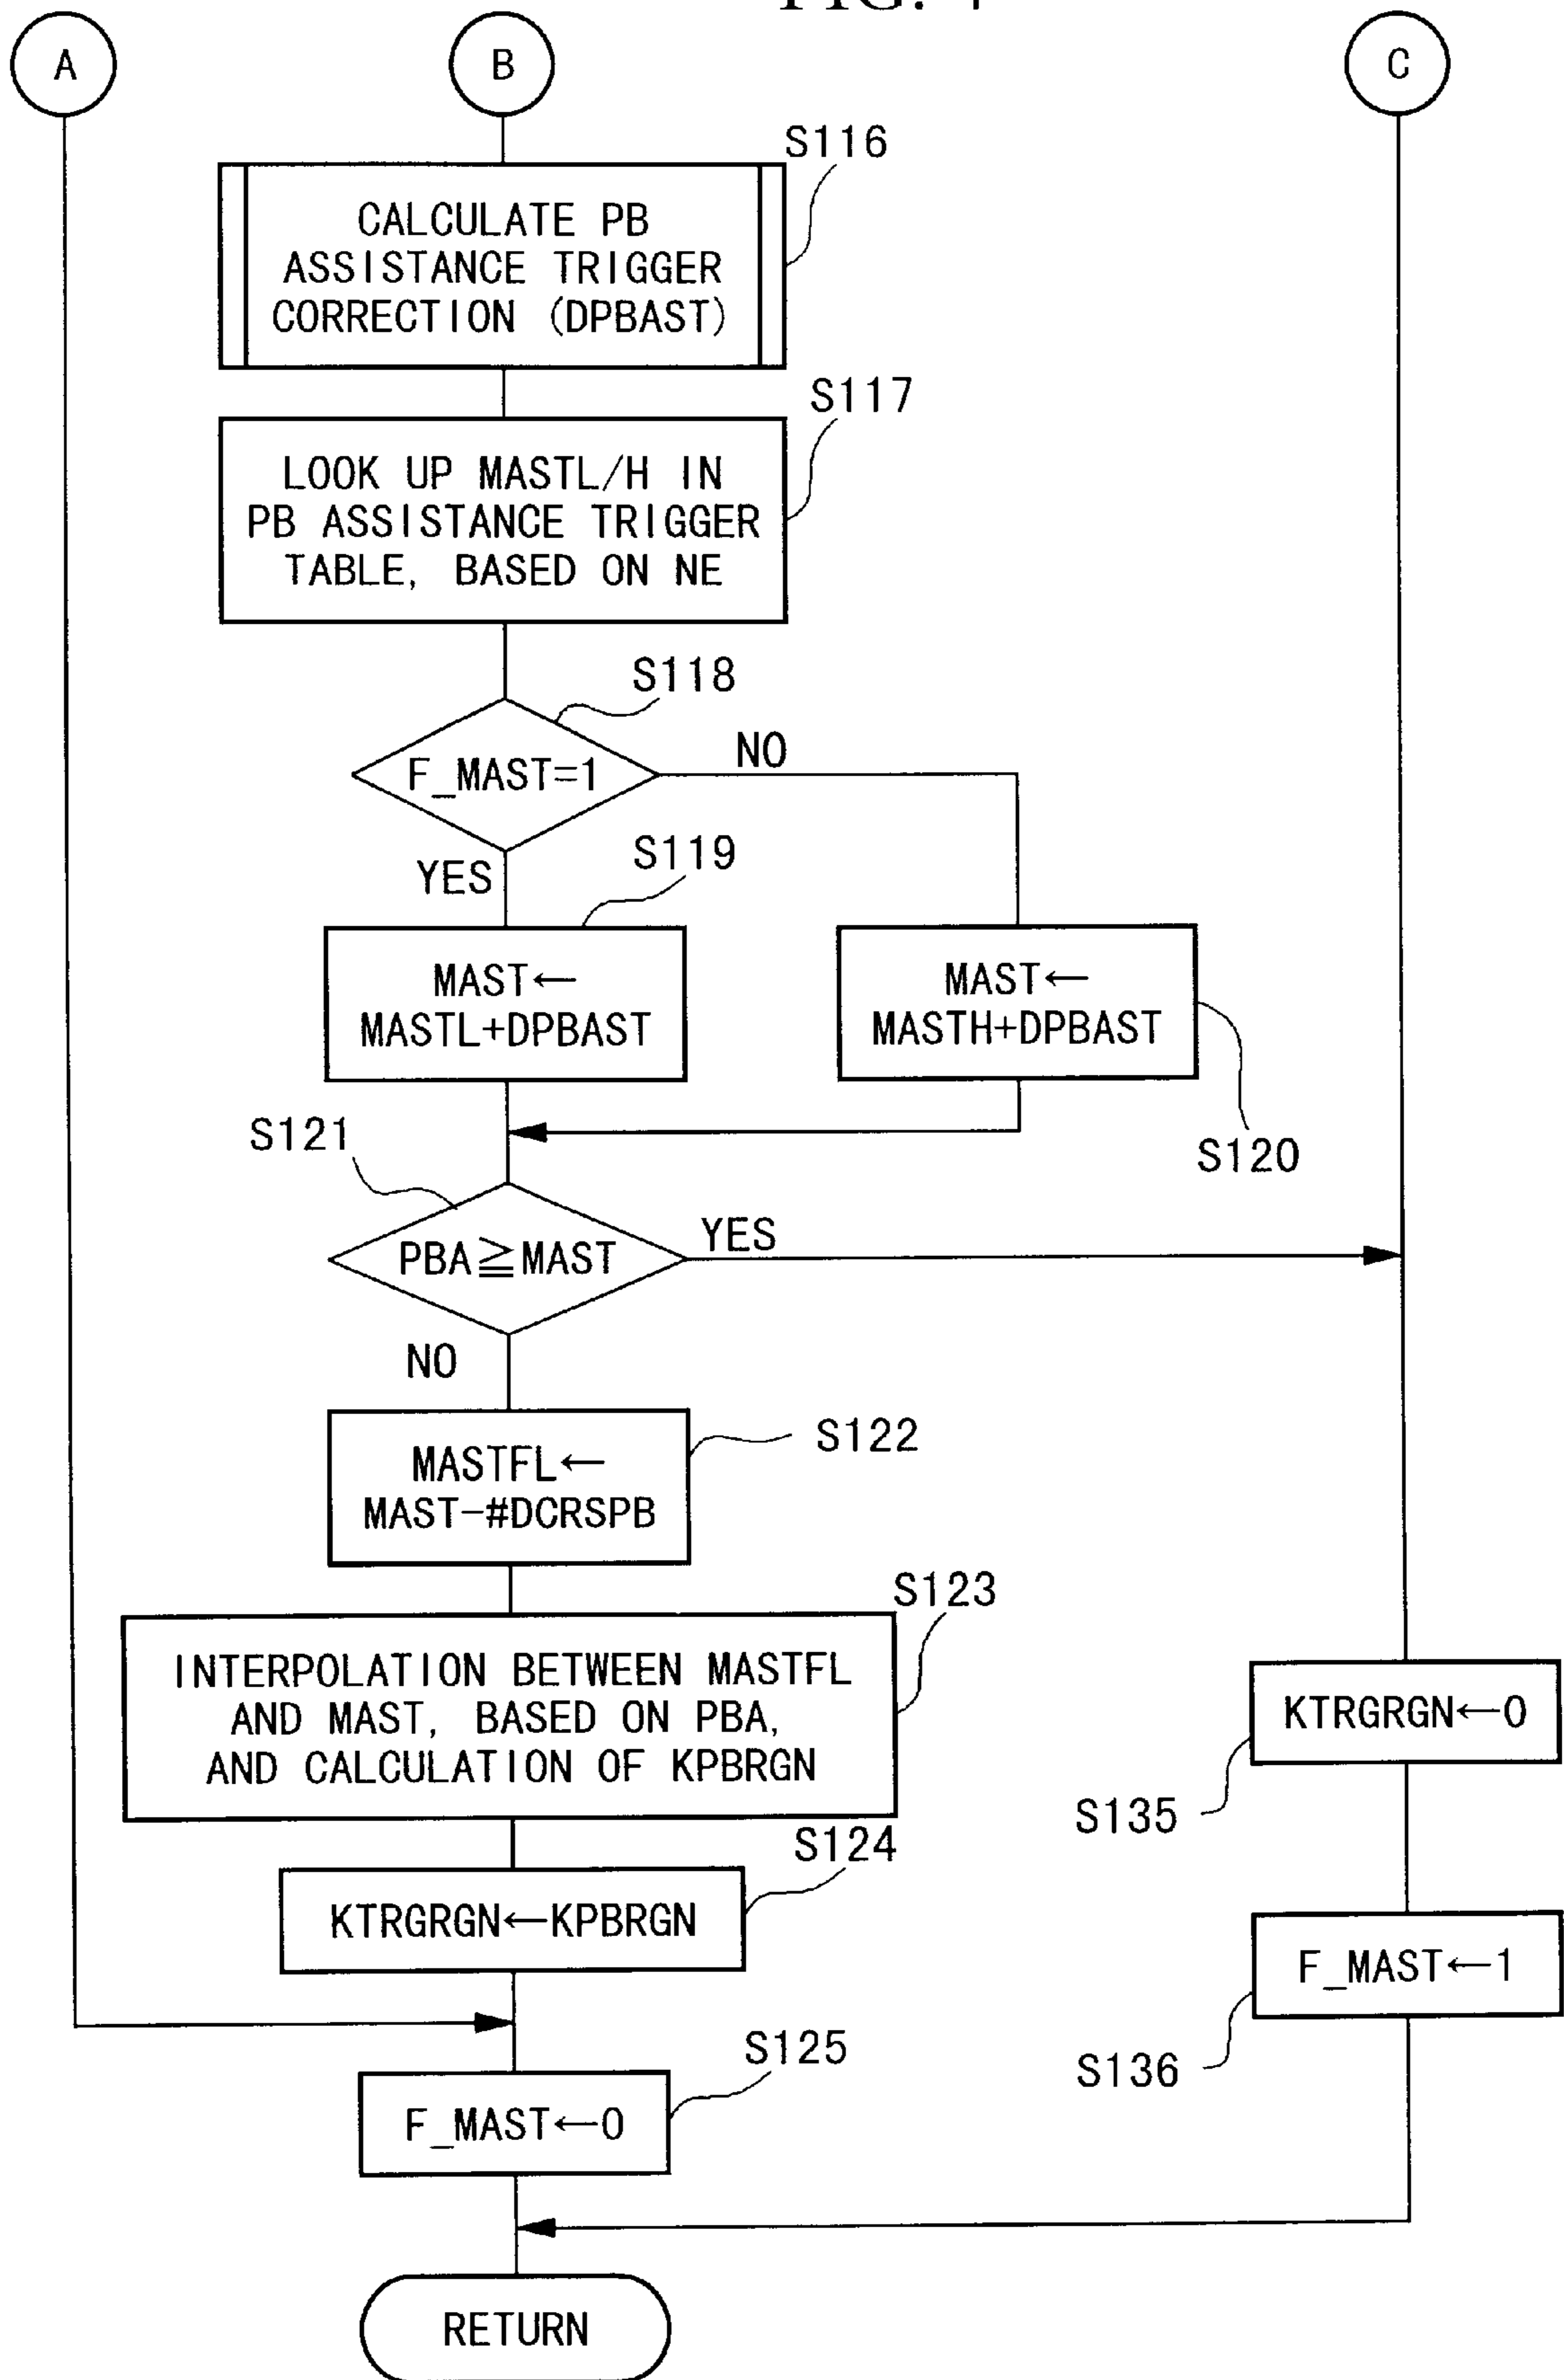 A
B
C
S116
CALCULATE PB
ASSISTANCE TRIGGER
CORRECTION (DPBAST)
S117
LOOK UP MASTL/H IN
PB ASSISTANCE TRIGGER
TABLE, BASED ON NE
S118
F_MAST=1
NO
YES
S119
MAST←
MASTL+DPBAST
MAST←
MASTH+DPBAST
S120
S121
PBA≧MAST
YES
NO
S122
MASTFL←
MAST-#DCRSPB
S123
INTERPOLATION BETWEEN MASTFL
AND MAST, BASED ON PBA,
AND CALCULATION OF KPBRGN
S124
KTRGRGN←KPBRGN
KTRGRGN←0
S135
F_MAST←1
S136
S125
F_MAST←0
RETURN